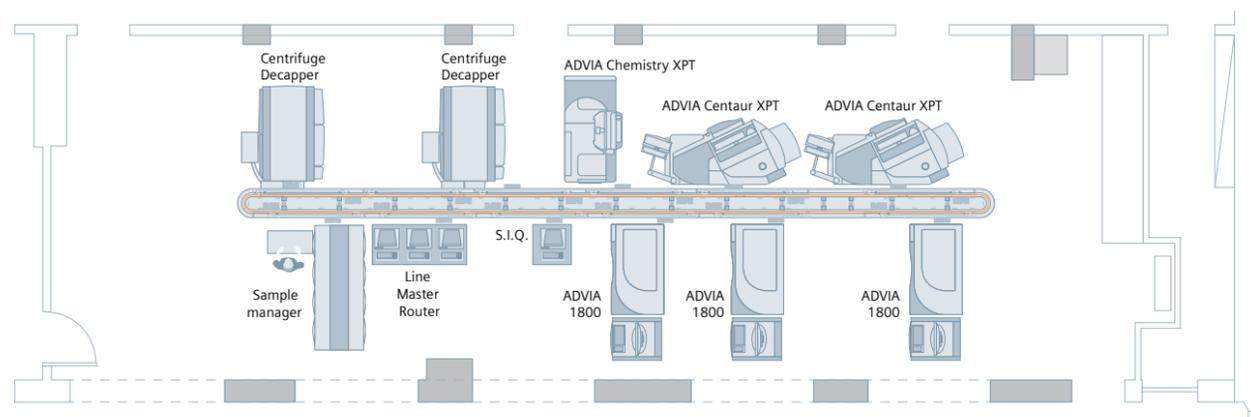 Centrifuge
Decapper
Centrifuge
Decapper
ADVIA Chemistry XPT
ADVIA Centaur XPT
ADVIA Centaur XPT
Sample
manager
Line
Master
Router
S.I.Q.
ADVIA
1800
ADVIA
1800
ADVIA
1800